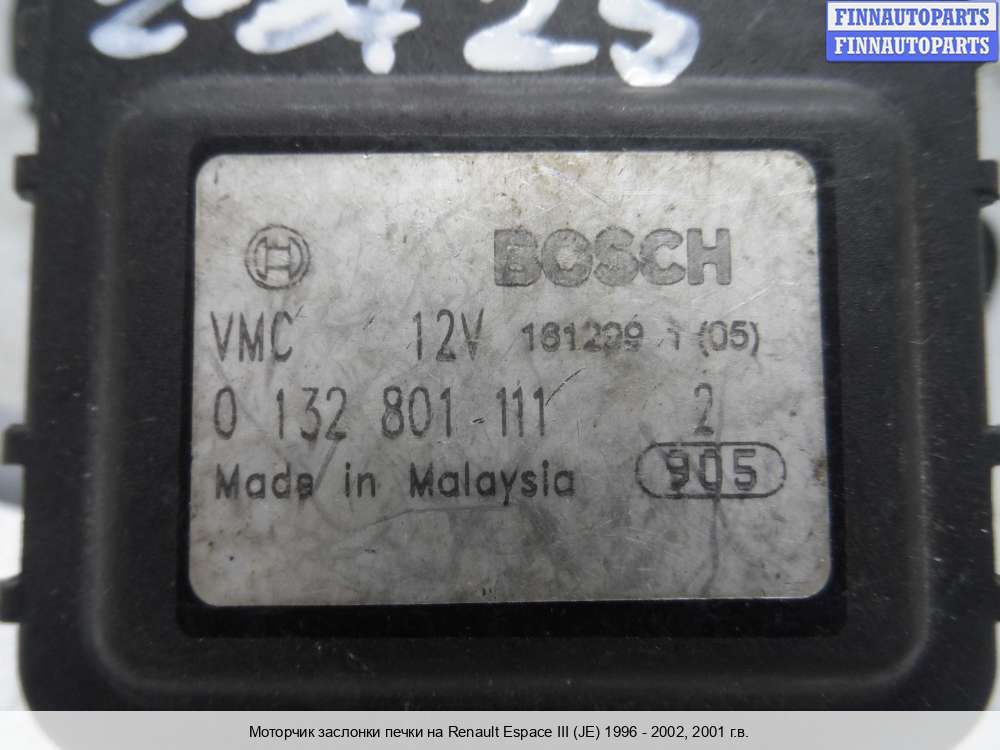 FINNAUTOPARTS
FINNAUTOPARTS
BOSCH
VMC 12V 161299 1 (05)
0 132 801 111 2
Made in Malaysia 905
Моторчик заслонки печки на Renault Espace III (JE) 1996 - 2002, 2001 г.в.